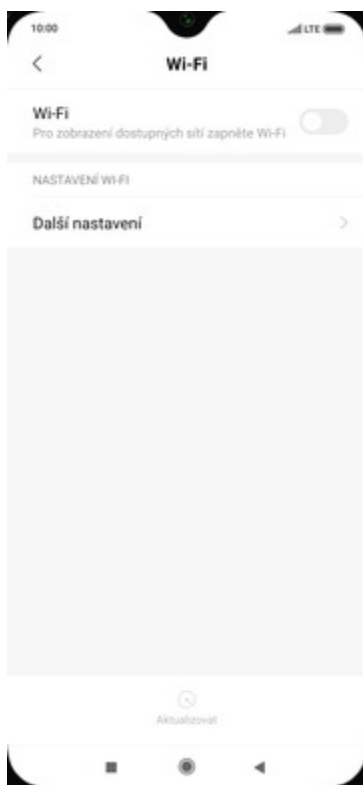 10:00
LTE
Wi-Fi
Wi-Fi
Pro zobrazení dostupných sítí zapněte Wi-Fi
NASTAVENÍ WI-FI
Další nastavení
Aktualizovat